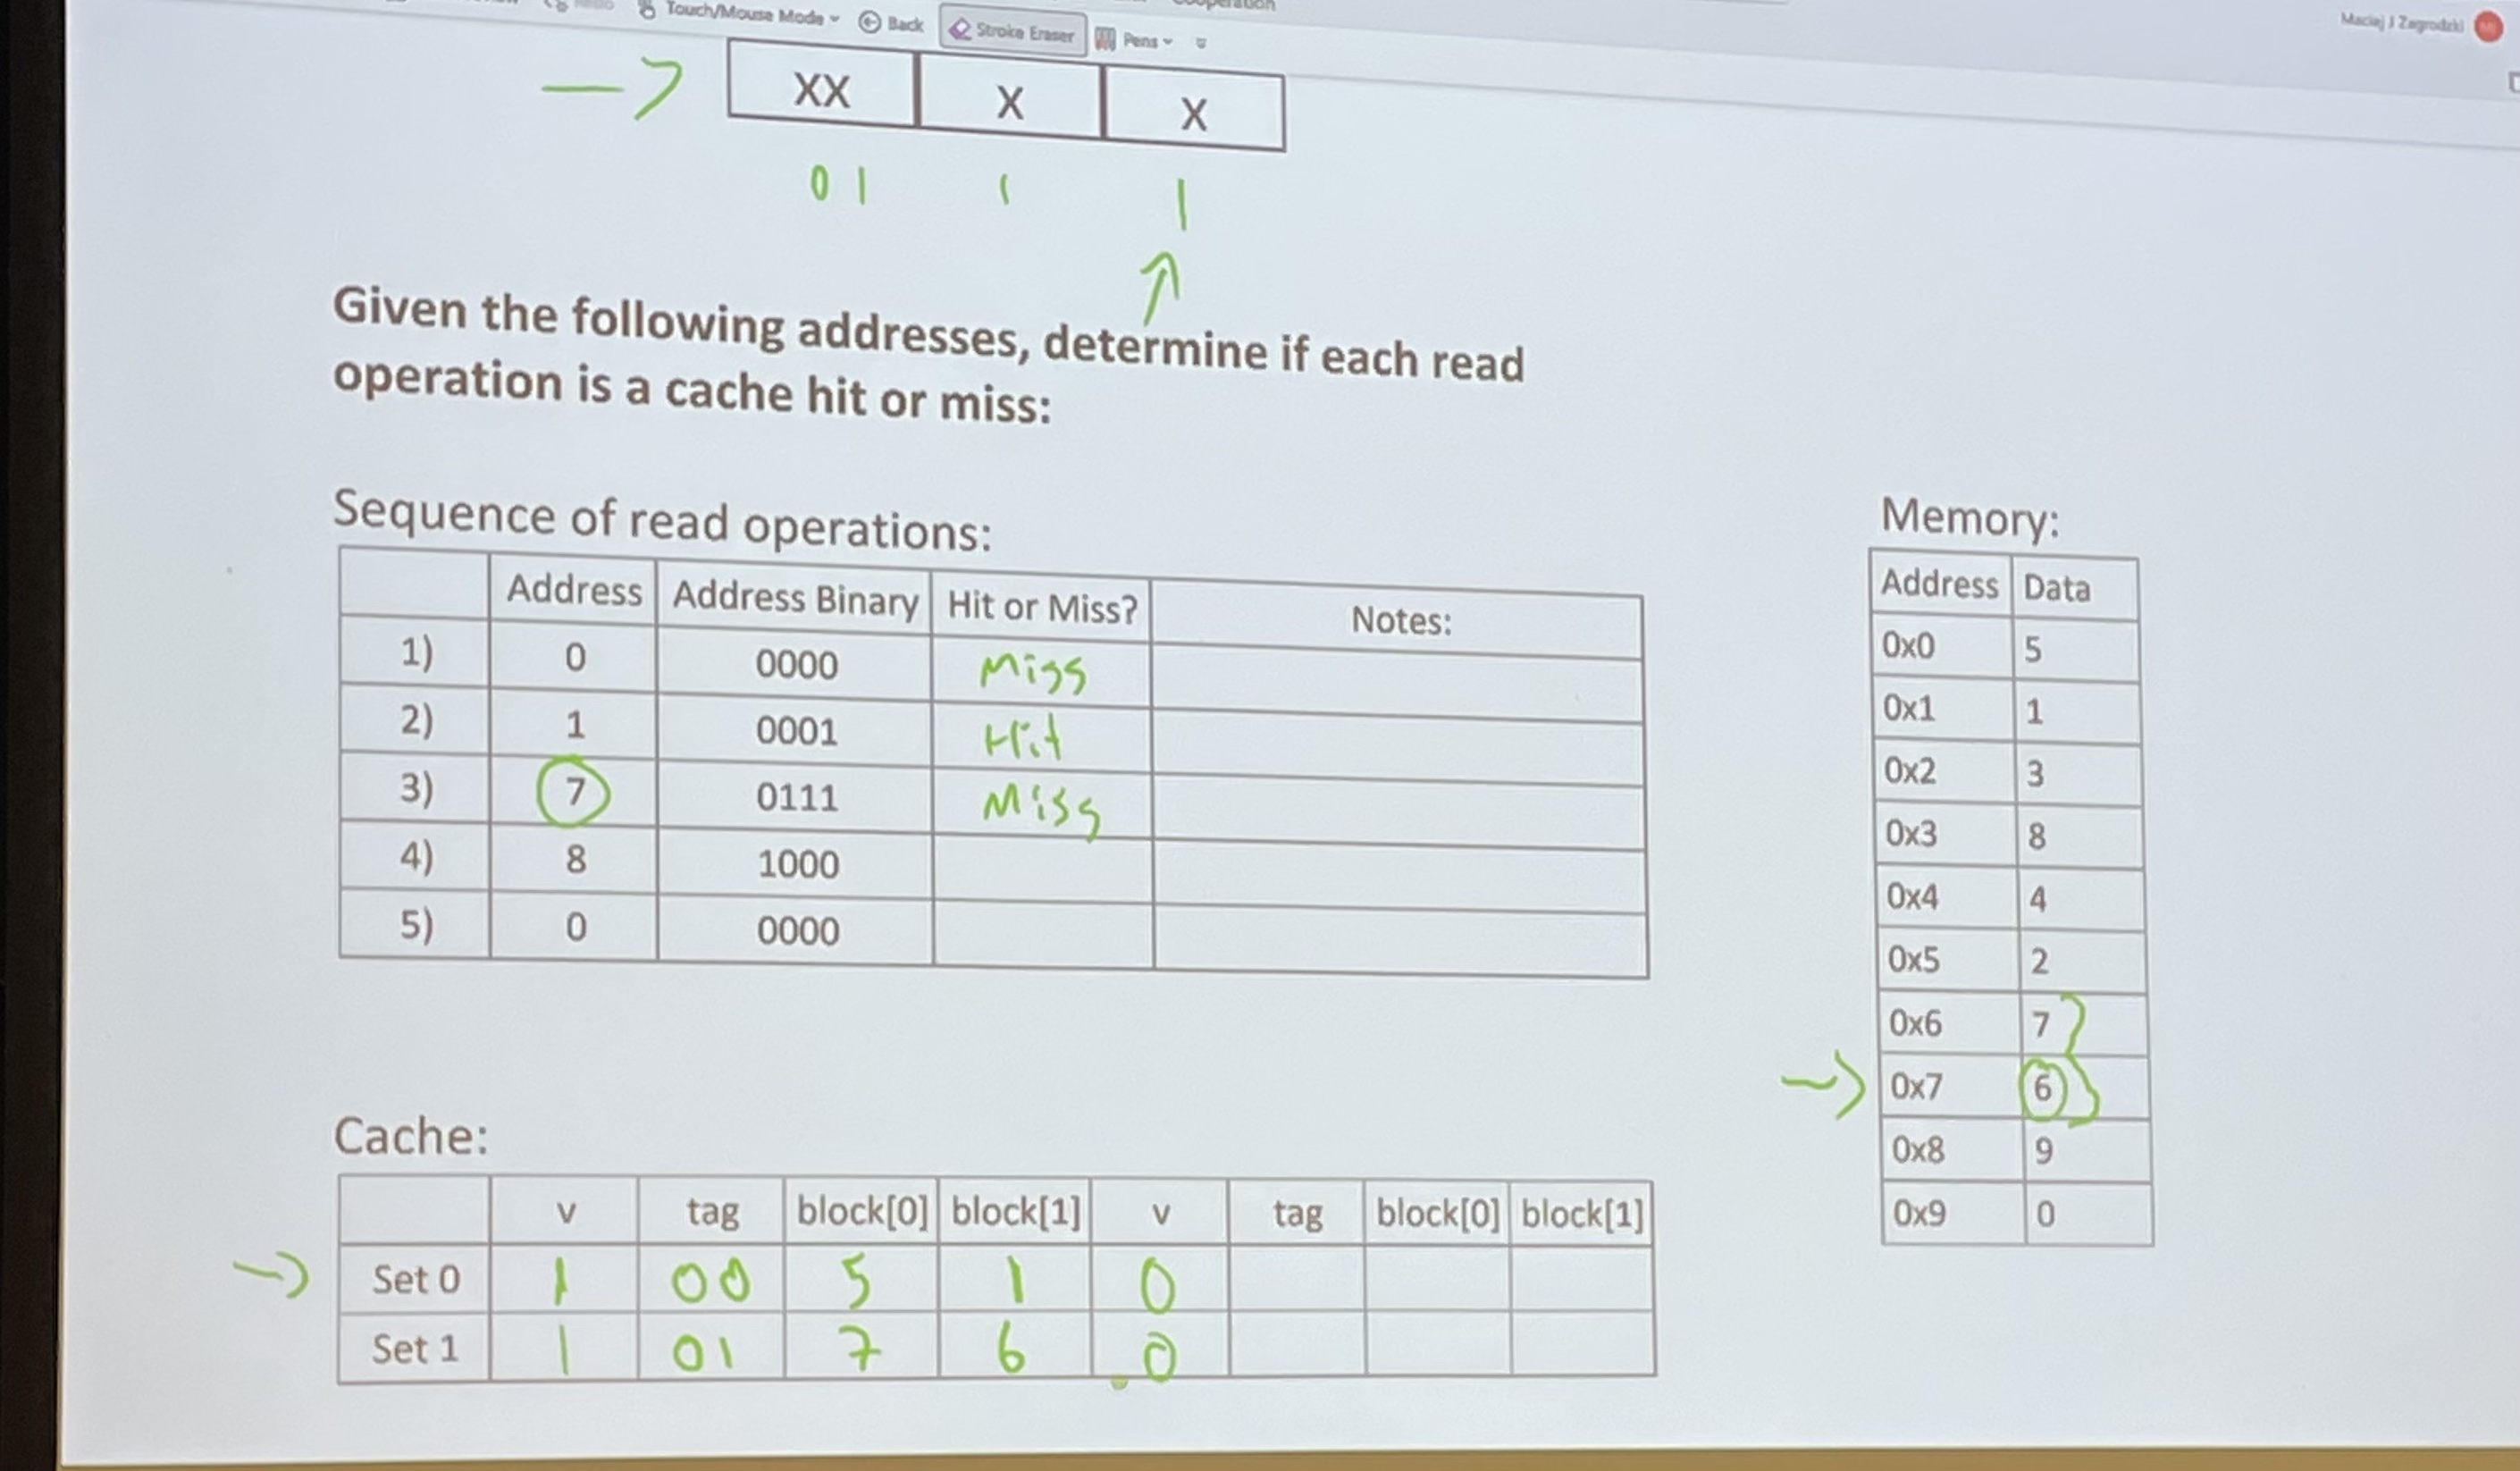 Touch/Mouse Mode Back Stroke Eraser Pens
Maciej J Zagrodzki
XX X X
01 1 1
Given the following addresses, determine if each read
operation is a cache hit or miss:
Sequence of read operations:
Address Address Binary Hit or Miss? Notes:
1) 0 0000 Miss
2) 1 0001 Hit
3) 7 0111 Miss
4) 8 1000
5) 0 0000
Memory:
Address Data
0x0 5
0x1 1
0x2 3
0x3 8
0x4 4
0x5 2
0x6 7
0x7 6
0x8 9
0x9 0
Cache:
v tag block[0] block[1] v tag block[0] block[1]
Set 0 1 00 5 1 0
Set 1 1 01 7 6 0